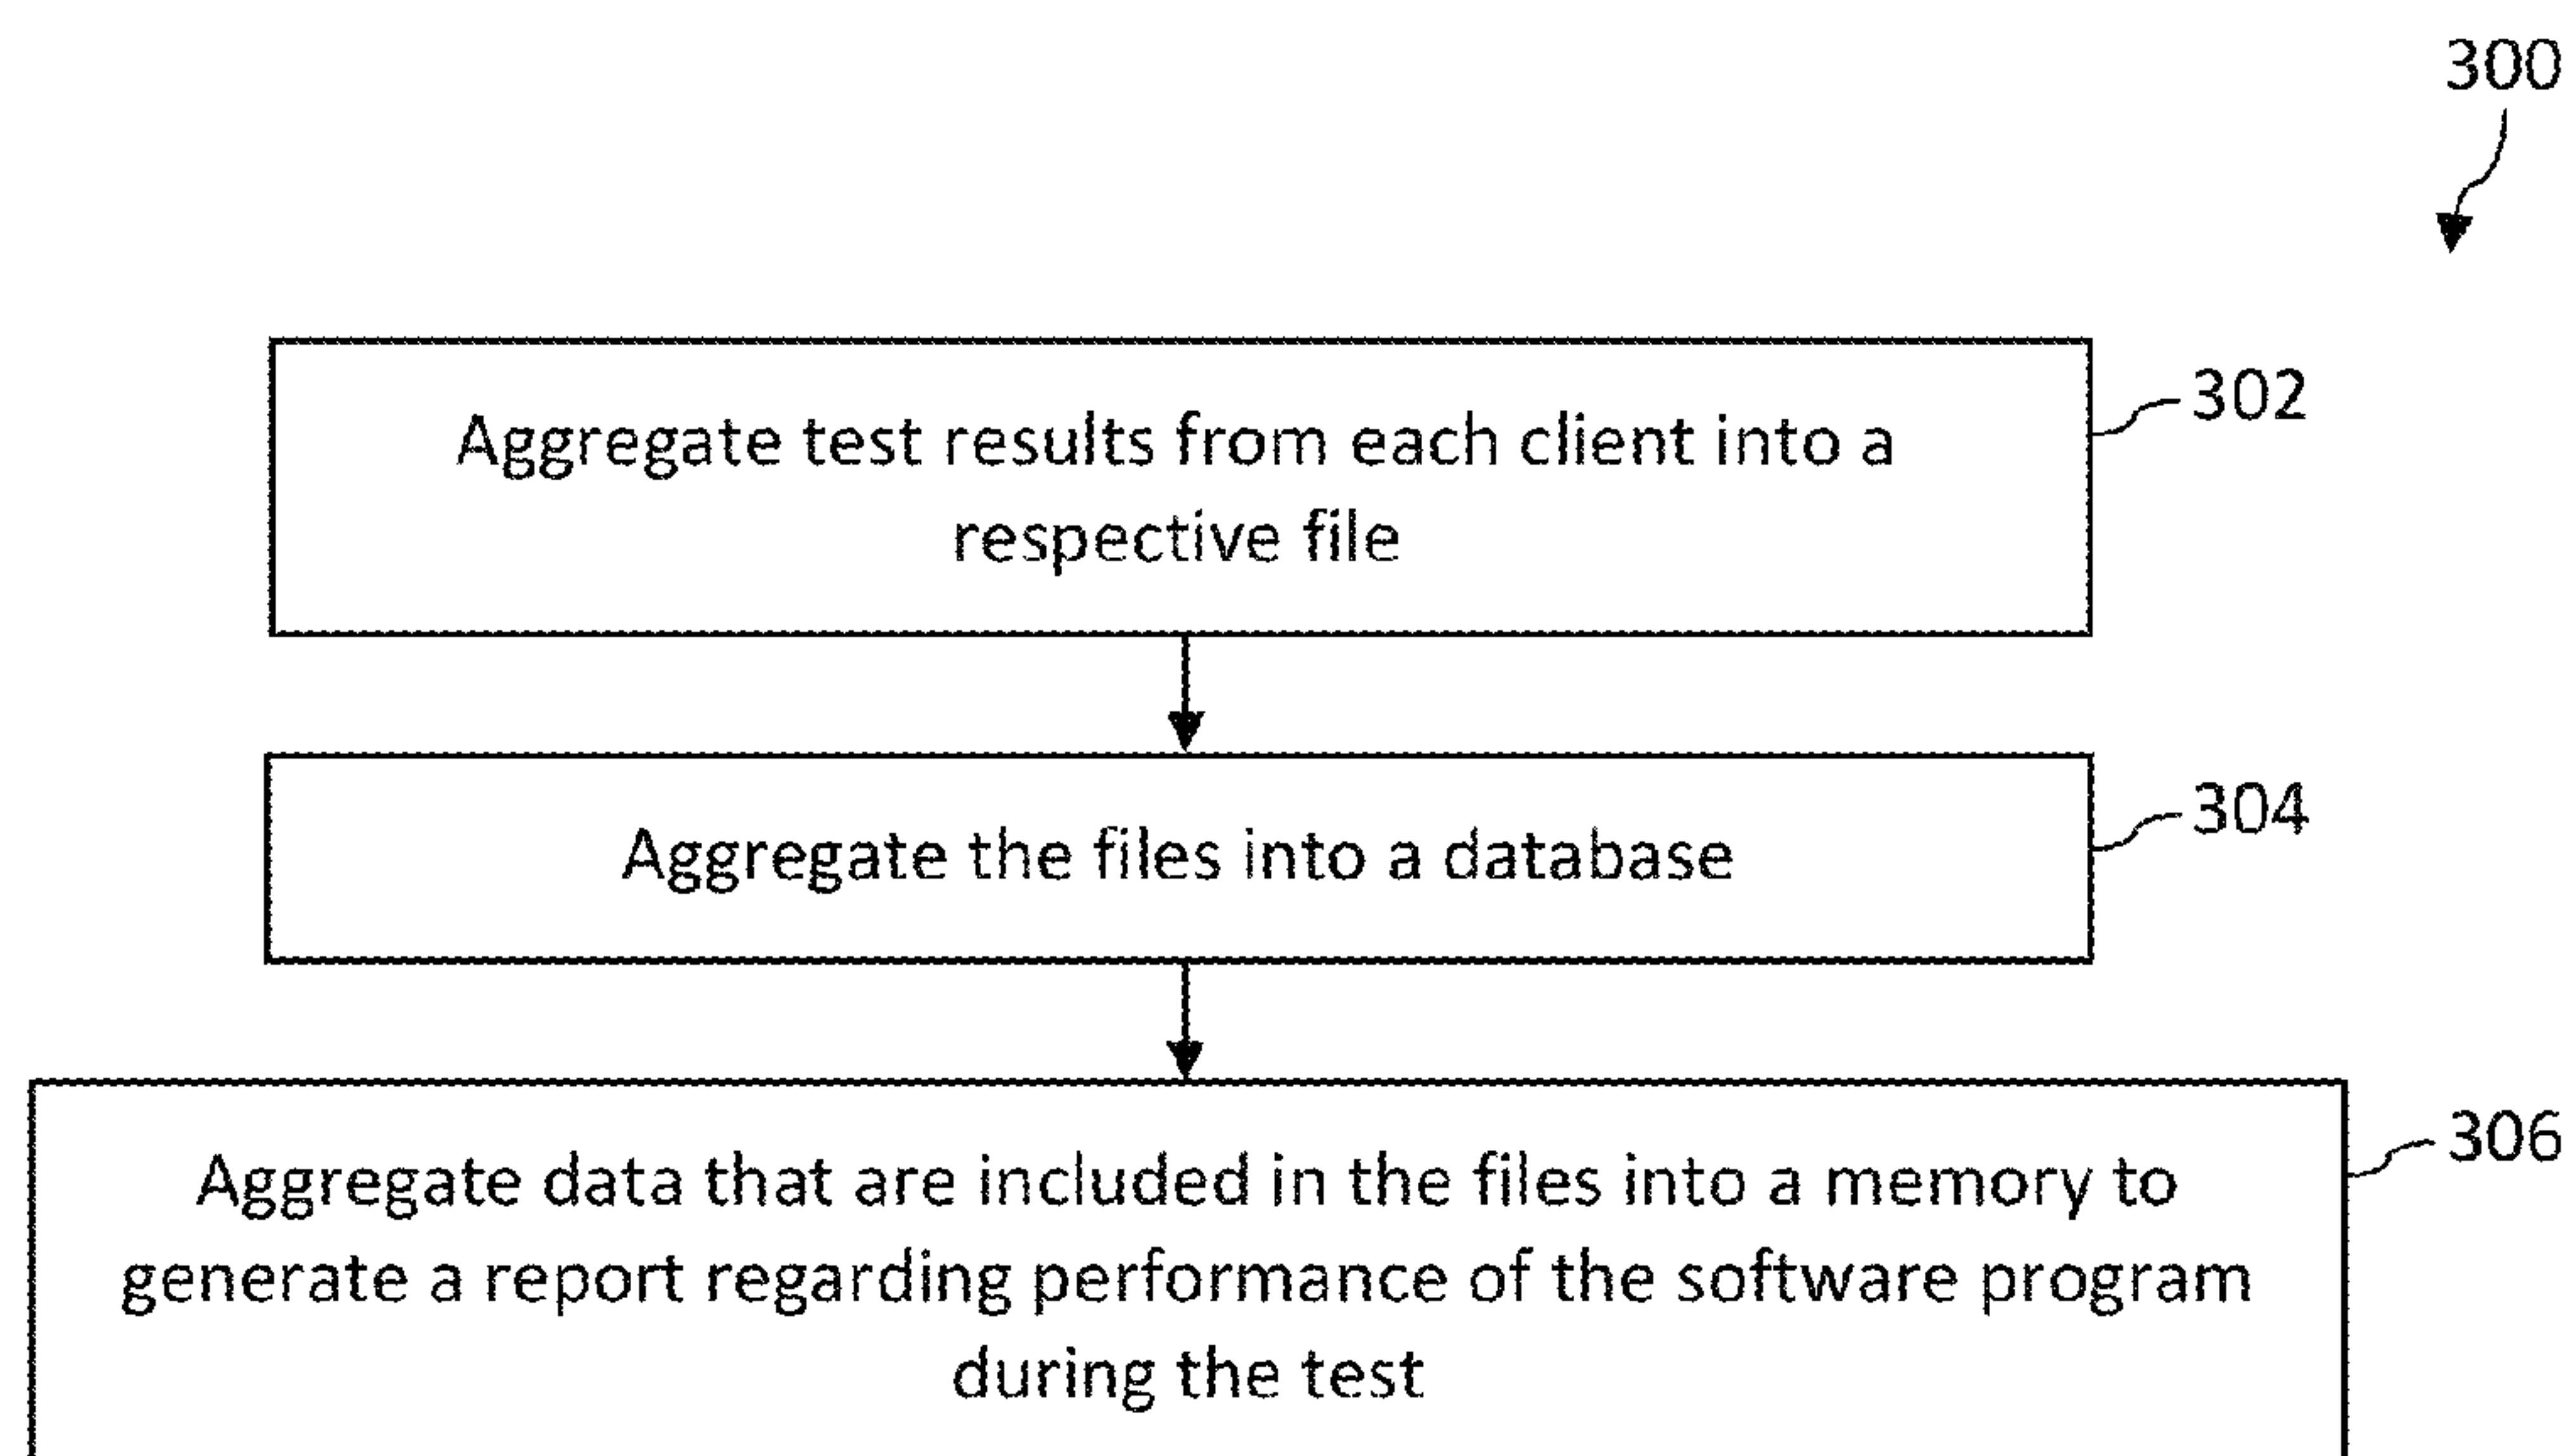 300
Aggregate test results from each client into a
respective file
302
Aggregate the files into a database
304
Aggregate data that are included in the files into a memory to
generate a report regarding performance of the software program
during the test
306